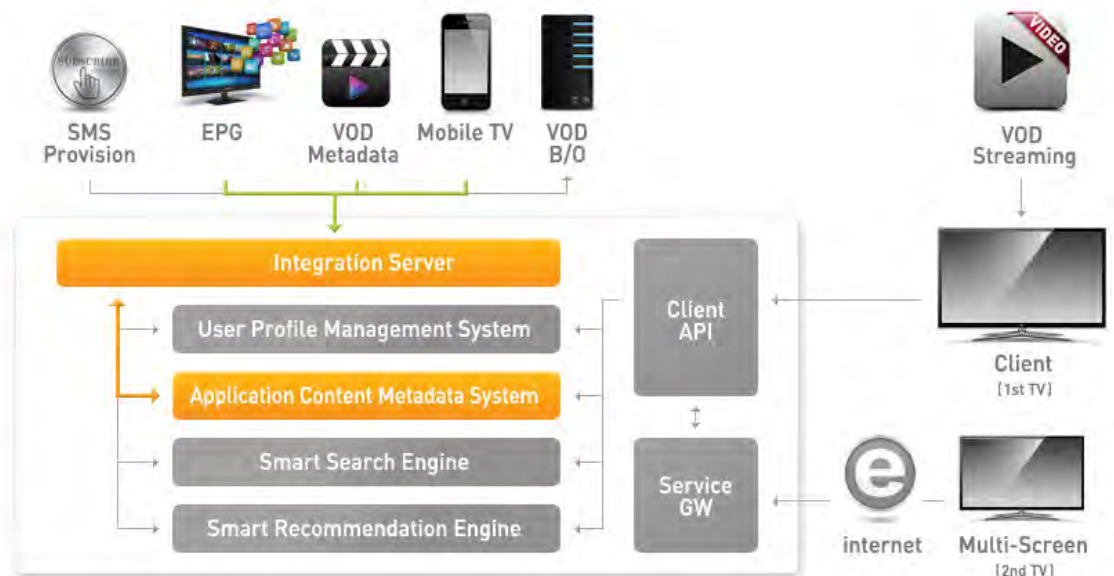 SUBSCRIBE
VIDEO
SMS
Provision
EPG
VOD
Metadata
Mobile TV
VOD
B/O
VOD
Streaming
Integration Server
User Profile Management System
Application Content Metadata System
Smart Search Engine
Smart Recommendation Engine
Client
API
Service
GW
Client
(1st TV)
e
internet
Multi-Screen
(2nd TV)